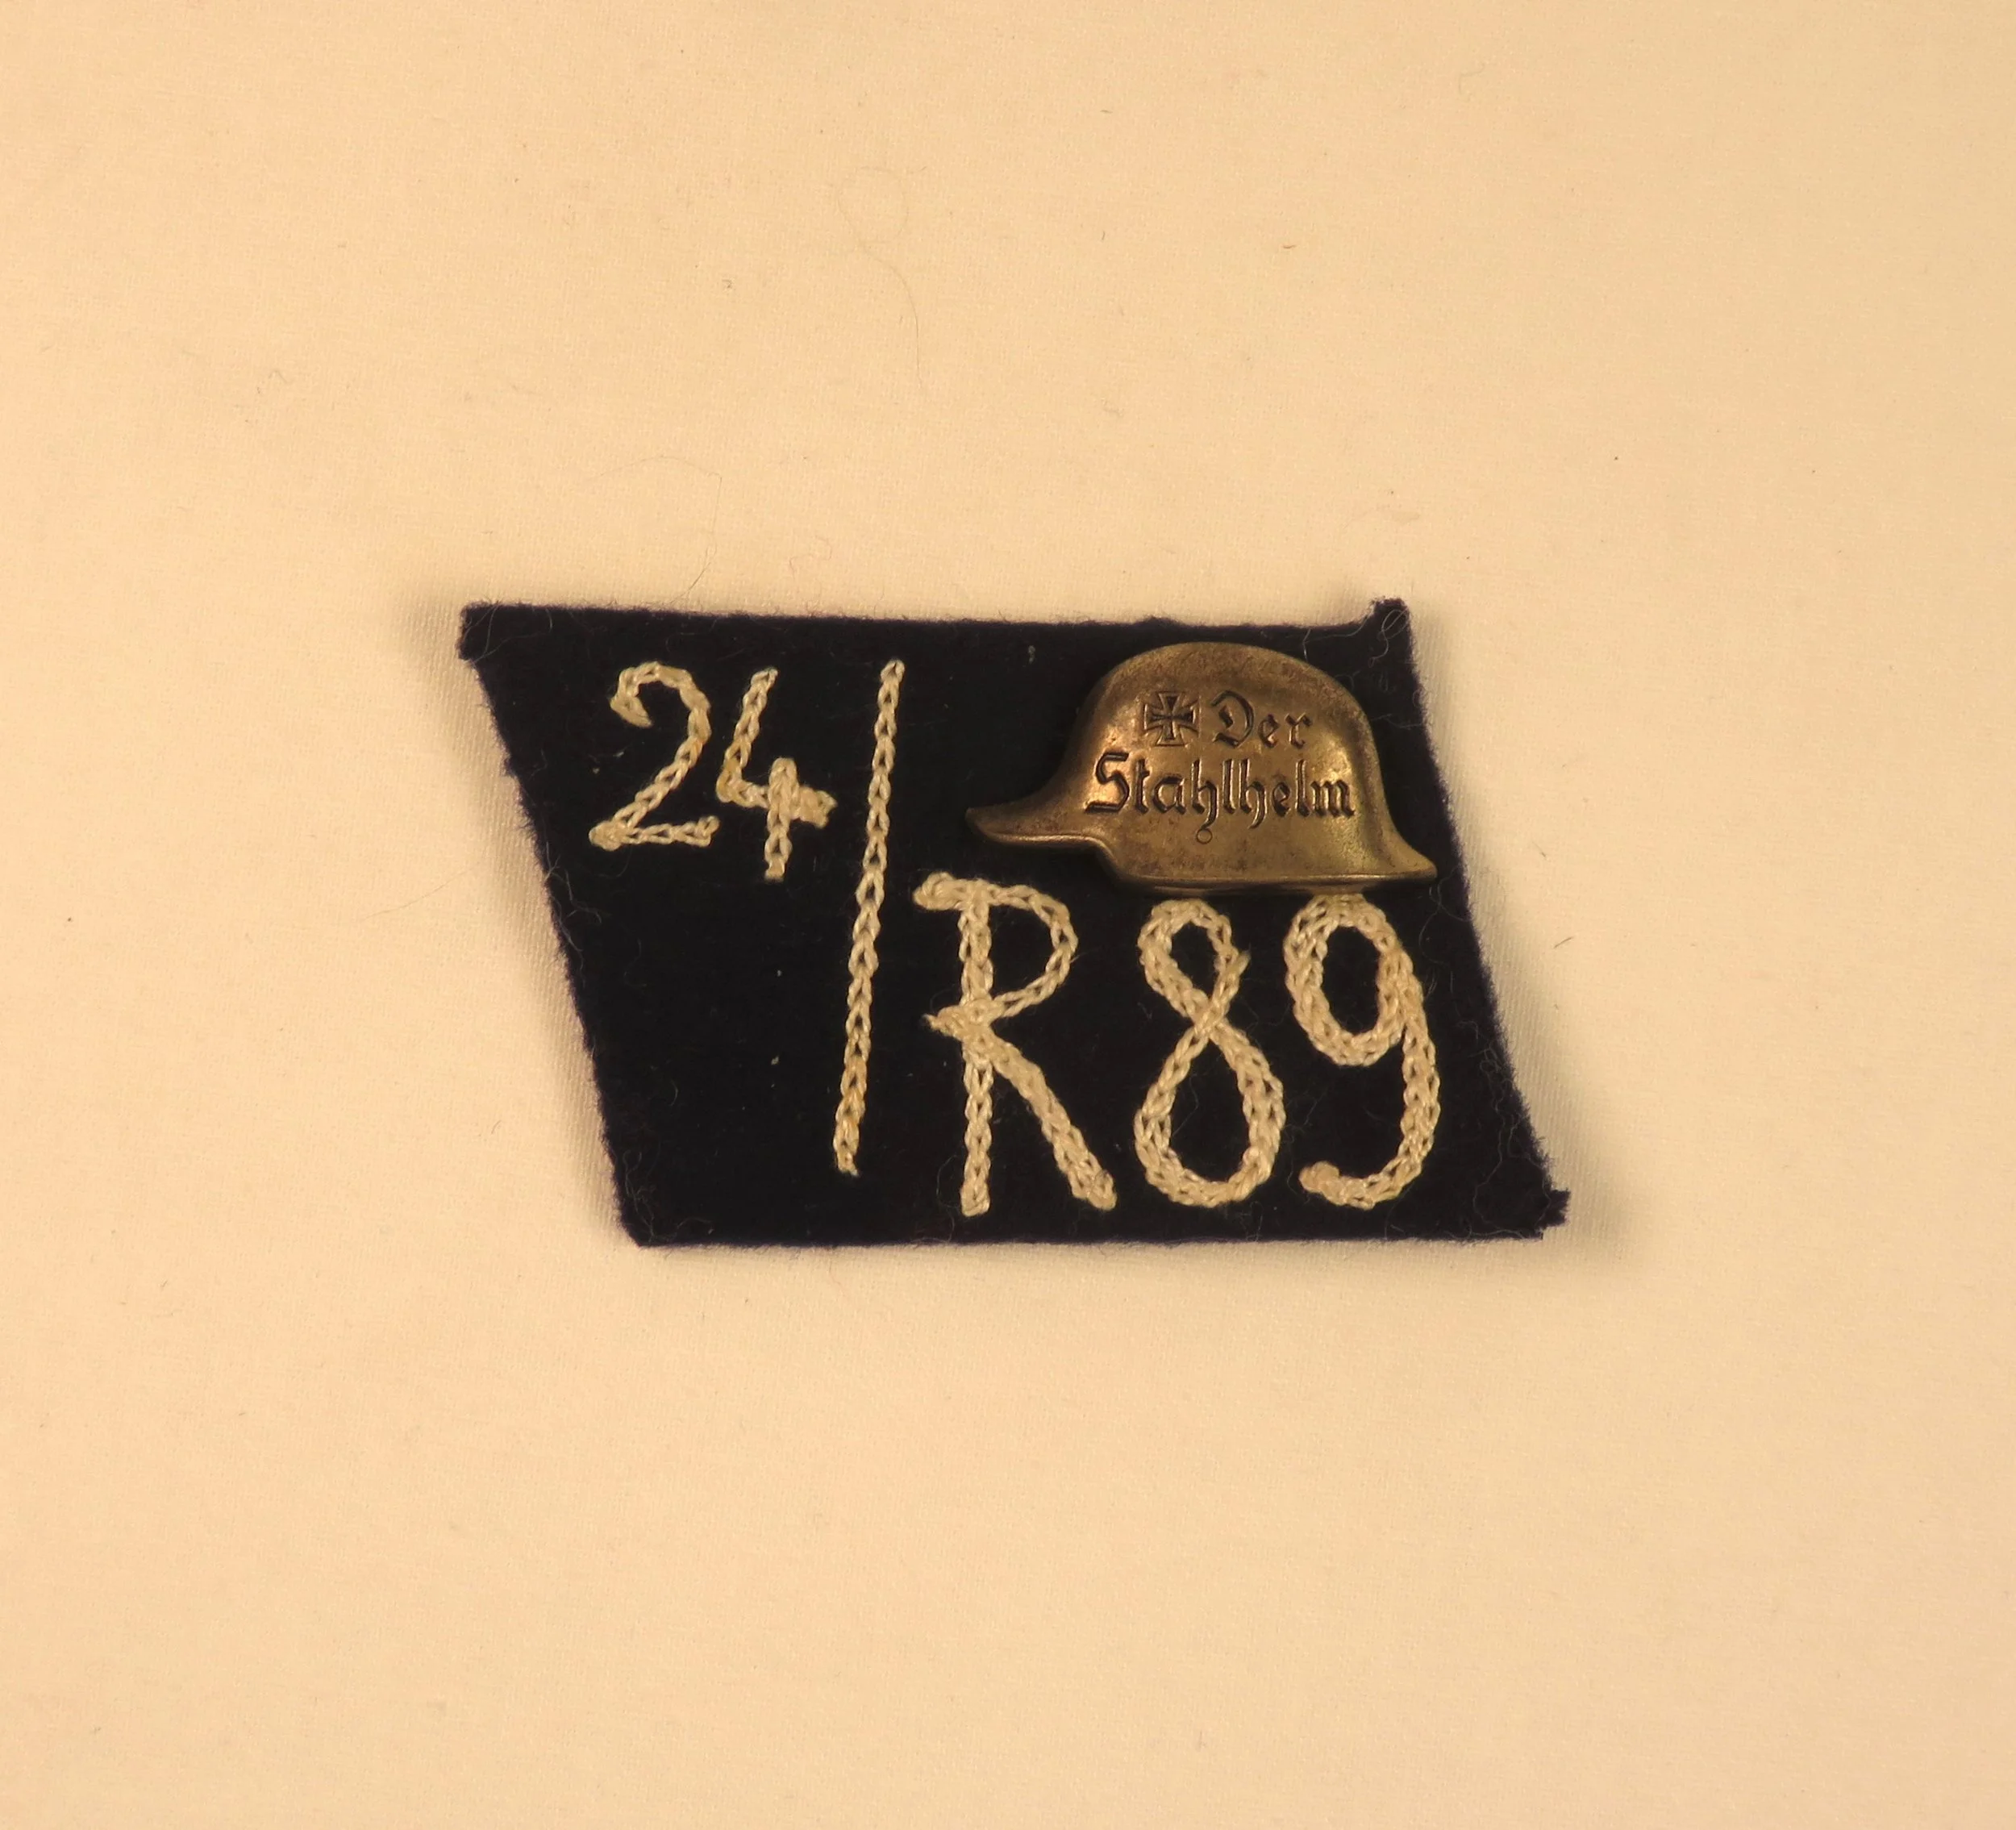 24/
Der
Stahlhelm
R89